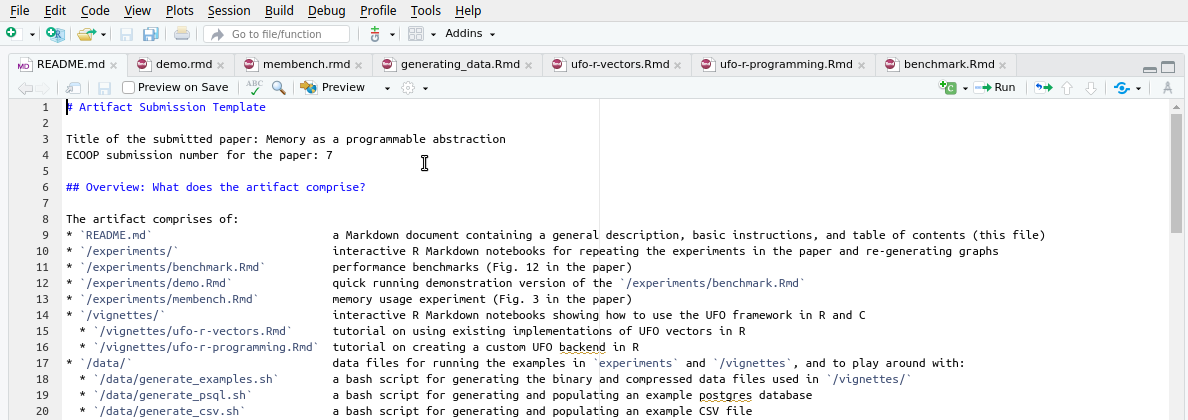 File Edit Code View Plots Session Build Debug Profile Tools Help
Go to file/function Addins
README.md demo.rmd membench.rmd generating_data.Rmd ufo-r-vectors.Rmd ufo-r-programming.Rmd benchmark.Rmd
Preview on Save ABC Preview Run
1 # Artifact Submission Template
2
3 Title of the submitted paper: Memory as a programmable abstraction
4 ECOOP submission number for the paper: 7
5
6 ## Overview: What does the artifact comprise?
7
8 The artifact comprises of:
9 * `README.md` a Markdown document containing a general description, basic instructions, and table of contents (this file)
10 * `/experiments/` interactive R Markdown notebooks for repeating the experiments in the paper and re-generating graphs
11 * `/experiments/benchmark.Rmd` performance benchmarks (Fig. 12 in the paper)
12 * `/experiments/demo.Rmd` quick running demonstration version of the `/experiments/benchmark.Rmd`
13 * `/experiments/membench.Rmd` memory usage experiment (Fig. 3 in the paper)
14 * `/vignettes/` interactive R Markdown notebooks showing how to use the UFO framework in R and C
15 * `/vignettes/ufo-r-vectors.Rmd` tutorial on using existing implementations of UFO vectors in R
16 * `/vignettes/ufo-r-programming.Rmd` tutorial on creating a custom UFO backend in R
17 * `/data/` data files for running the examples in `experiments` and `/vignettes`, and to play around with:
18 * `/data/generate_examples.sh` a bash script for generating the binary and compressed data files used in `/vignettes/`
19 * `/data/generate_psql.sh` a bash script for generating and populating an example postgres database
20 * `/data/generate_csv.sh` a bash script for generating and populating an example CSV file